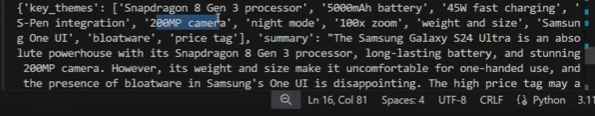 {'key_themes': ['Snapdragon 8 Gen 3 processor', '5000mAh battery', '45W fast charging', '
S-Pen integration', '200MP camera', 'night mode', '100x zoom', 'weight and size', 'Samsun
g One UI', 'bloatware', 'price tag'], 'summary': "The Samsung Galaxy S24 Ultra is an abso
lute powerhouse with its Snapdragon 8 Gen 3 processor, long-lasting battery, and stunning
200MP camera. However, its weight and size make it uncomfortable for one-handed use, and
the presence of bloatware in Samsung's One UI is disappointing. The high price tag may a
Ln 16, Col 81 Spaces: 4 UTF-8 CRLF Python 3.11